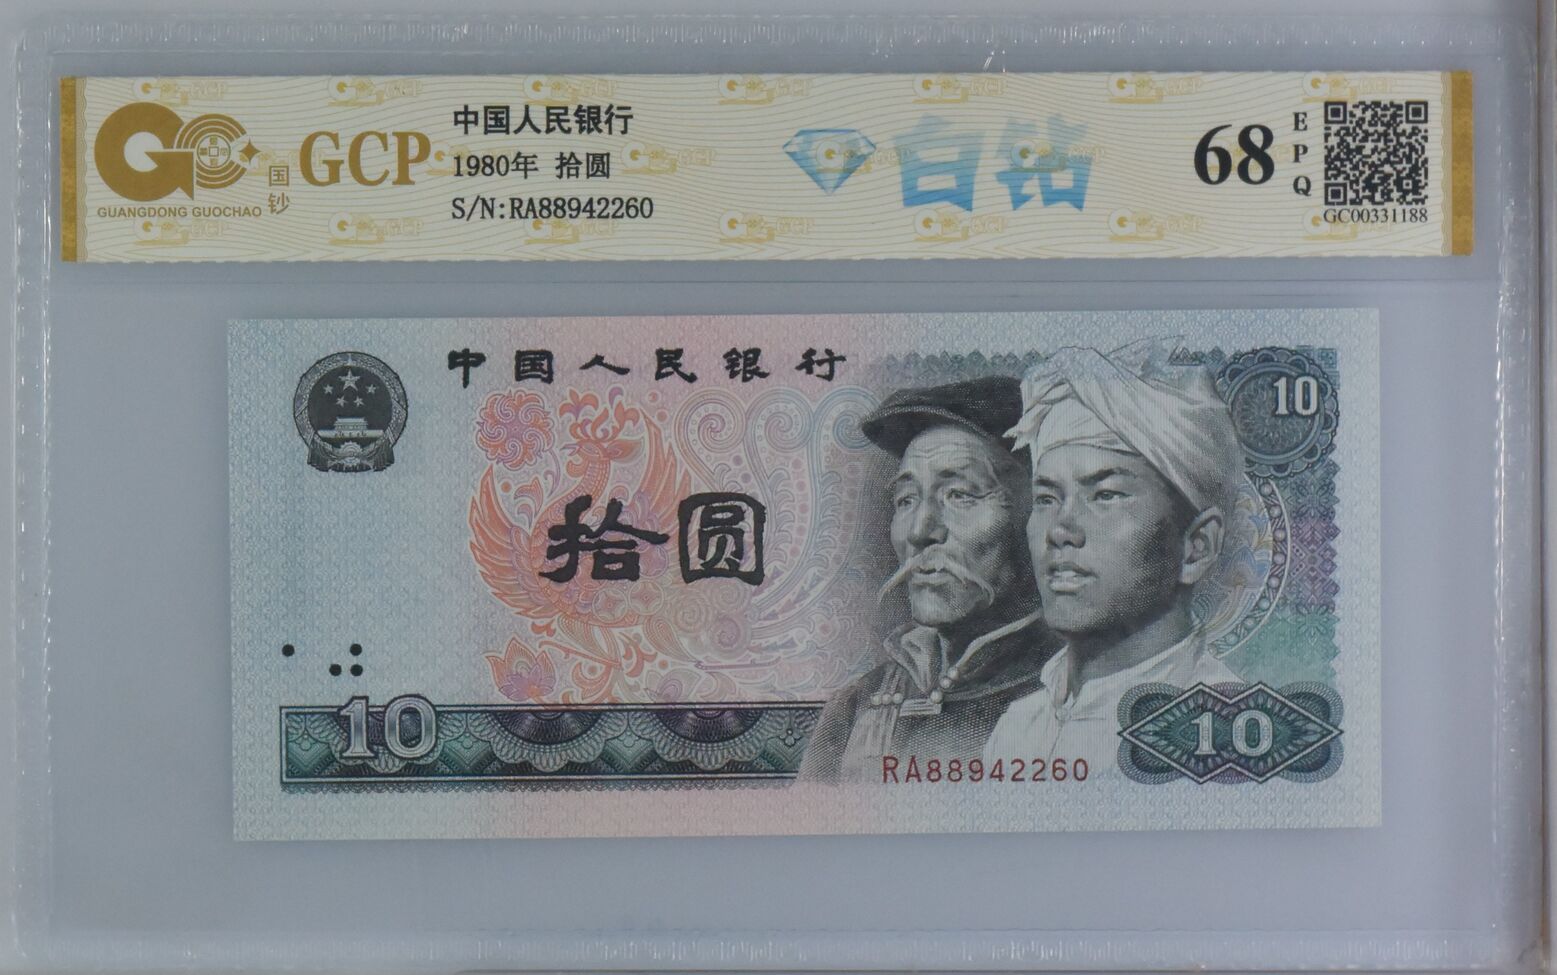 GCP
国钞
GUANGDONG GUOCHAO
中国人民银行
1980年 拾圆
S/N:RA88942260
白钻
68
EPQ
GC00331188
中国人民银行
10
拾圆
10
RA88942260
10